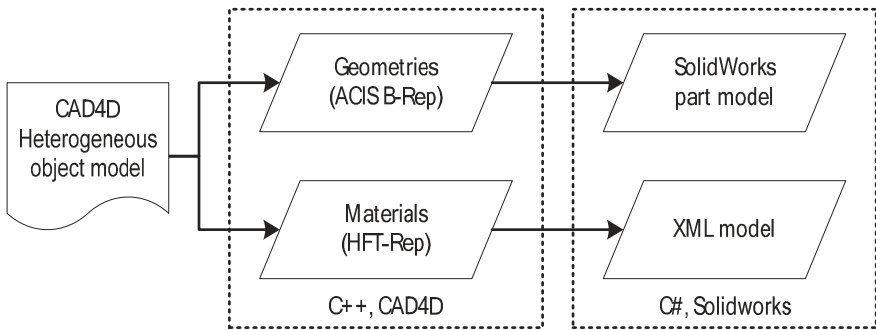 CAD4D
Heterogeneous
object model
Geometries
(ACIS B-Rep)
Materials
(HFT-Rep)
C++, CAD4D
SolidWorks
part model
XML model
C#, Solidworks